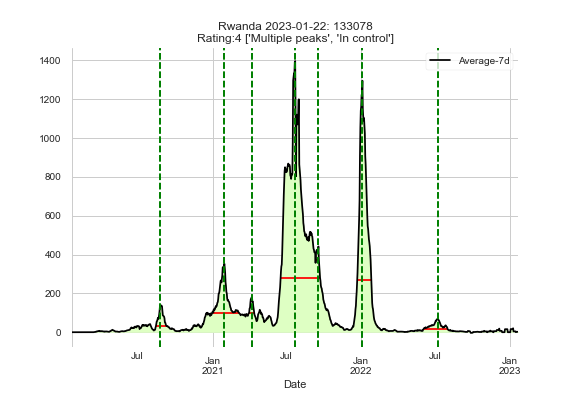 Rwanda 2023-01-22: 133078
Rating:4 ['Multiple peaks', 'In control']
Average-7d
1400
1200
1000
800
600
400
200
0
Jul
Jan
2021
Jul
Jan
2022
Jul
Jan
2023
Date